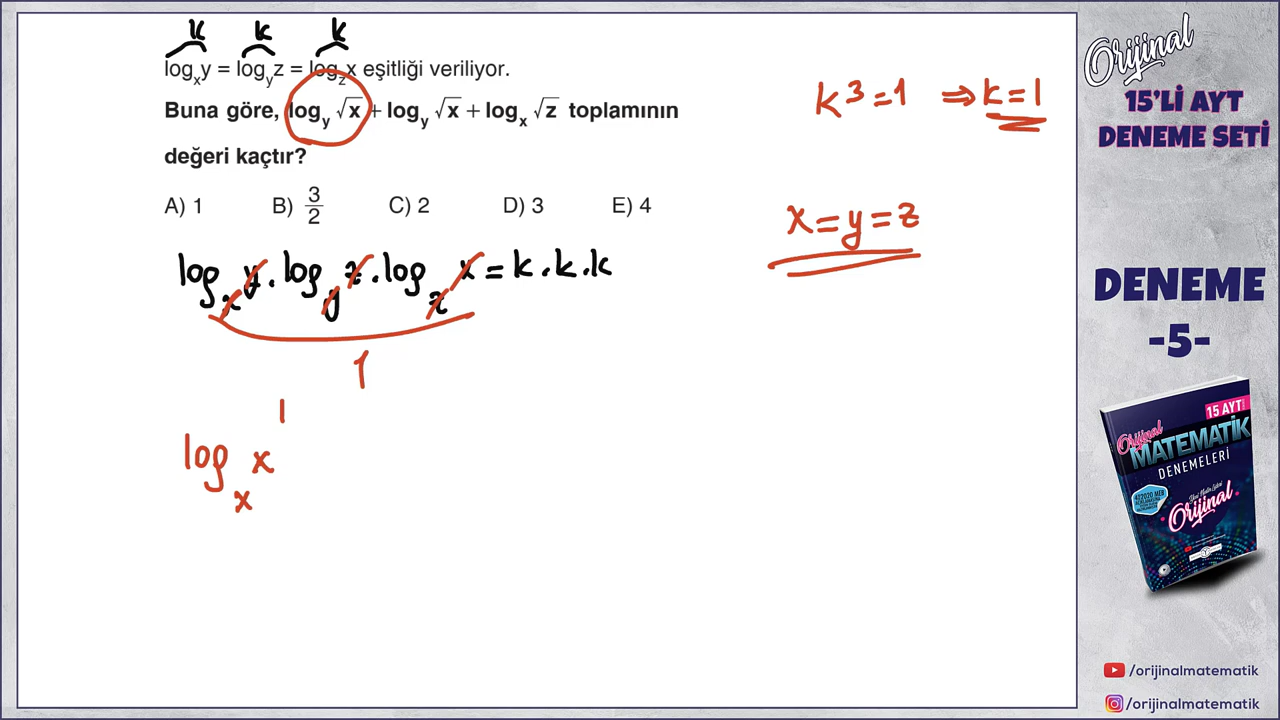 k k k
logₓy = log_y z = log_z x eşitliği veriliyor.
Buna göre, log_y √x + log_y √x + logₓ √z toplamının
değeri kaçtır?
A) 1 B) 3/2 C) 2 D) 3 E) 4
logₓ y . log_y z . log_z x = k . k . k
1
logₓ x¹
k³=1 ⇒ k=1
x=y=z
Orijinal
15'Lİ AYT
DENEME SETİ
DENEME
-5-
15 AYT
Orijinal
MATEMATİK
DENEMELERİ
Orijinal
/orijinalmatematik
/orijinalmatematik